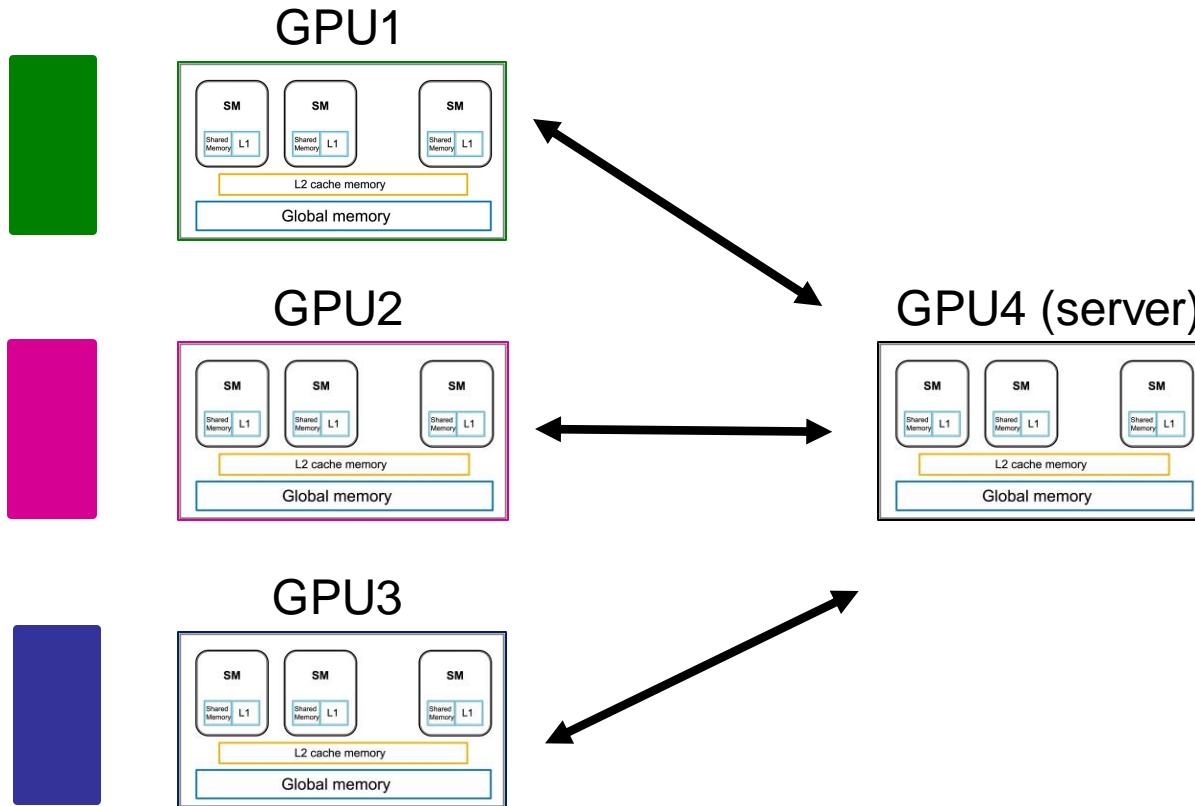 GPU1
SM SM SM
Shared Memory L1 Shared Memory L1 Shared Memory L1
L2 cache memory
Global memory
GPU2
SM SM SM
Shared Memory L1 Shared Memory L1 Shared Memory L1
L2 cache memory
Global memory
GPU4 (server)
SM SM SM
Shared Memory L1 Shared Memory L1 Shared Memory L1
L2 cache memory
Global memory
GPU3
SM SM SM
Shared Memory L1 Shared Memory L1 Shared Memory L1
L2 cache memory
Global memory